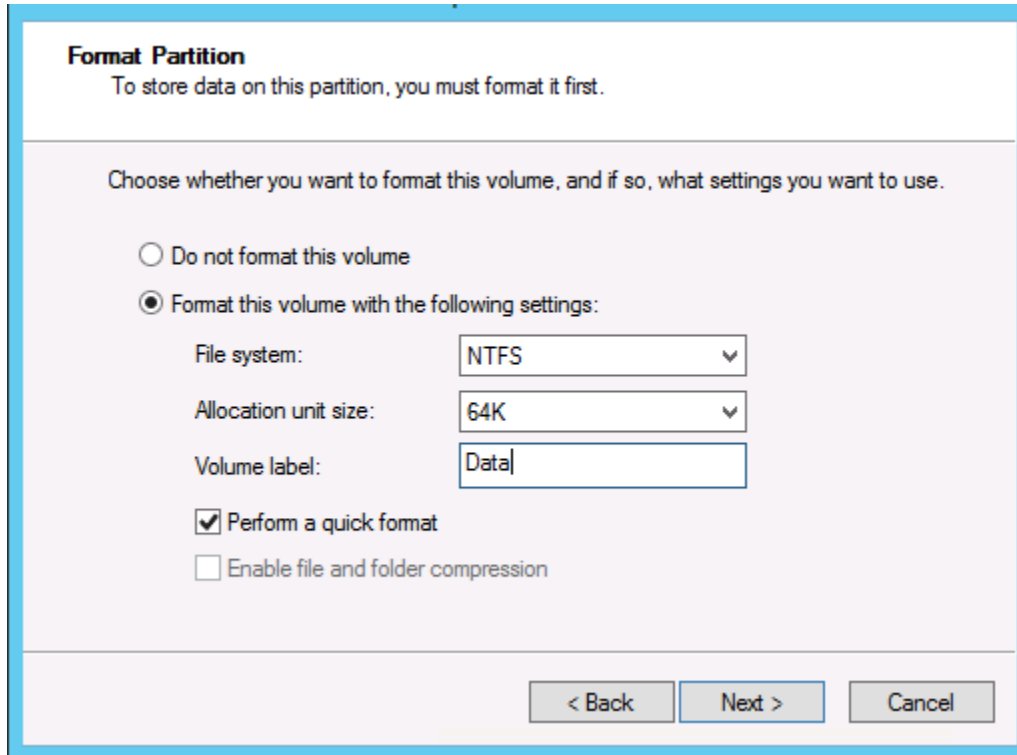 Format Partition
To store data on this partition, you must format it first.
Choose whether you want to format this volume, and if so, what settings you want to use.
Do not format this volume
Format this volume with the following settings:
File system: NTFS
Allocation unit size: 64K
Volume label: Data
Perform a quick format
Enable file and folder compression
< Back Next > Cancel